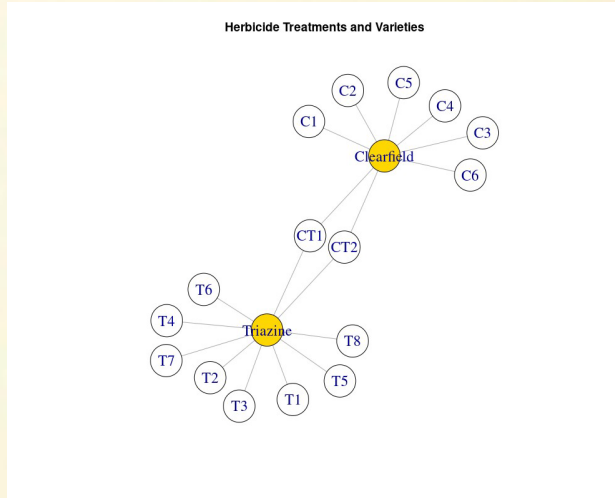 Herbicide Treatments and Varieties
C5
C2
C4
C1
C3
Clearfield
C6
CT1
CT2
T6
T4
Triazine
T8
T7
T2
T5
T1
T3